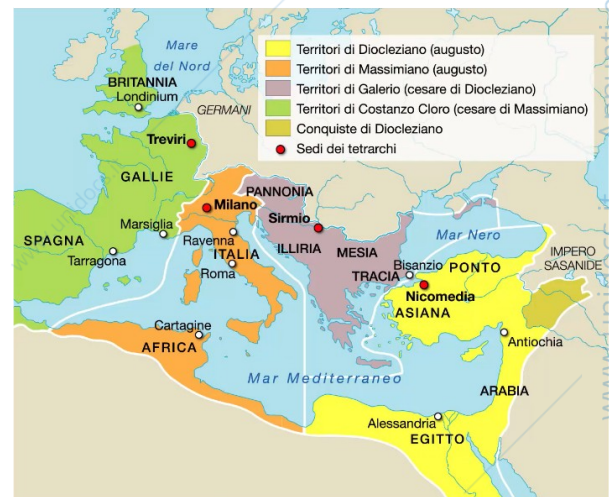 Mare
del Nord
BRITANNIA
Londinium
GERMANI
Treviri
GALLIE
Marsiglia
SPAGNA
Tarragona
Milano
Ravenna
ITALIA
Roma
PANNONIA
Sirmio
ILLIRIA
MESIA
TRACIA
Bisanzio
Mar Nero
PONTO
IMPERO
SASANIDE
Nicomedia
ASIANA
Antiochia
Cartagine
AFRICA
Mar Mediterraneo
ARABIA
Alessandria
EGITTO
Territori di Diocleziano (augusto)
Territori di Massimiano (augusto)
Territori di Galerio (cesare di Diocleziano)
Territori di Costanzo Cloro (cesare di Massimiano)
Conquiste di Diocleziano
Sedi dei tetrarchi